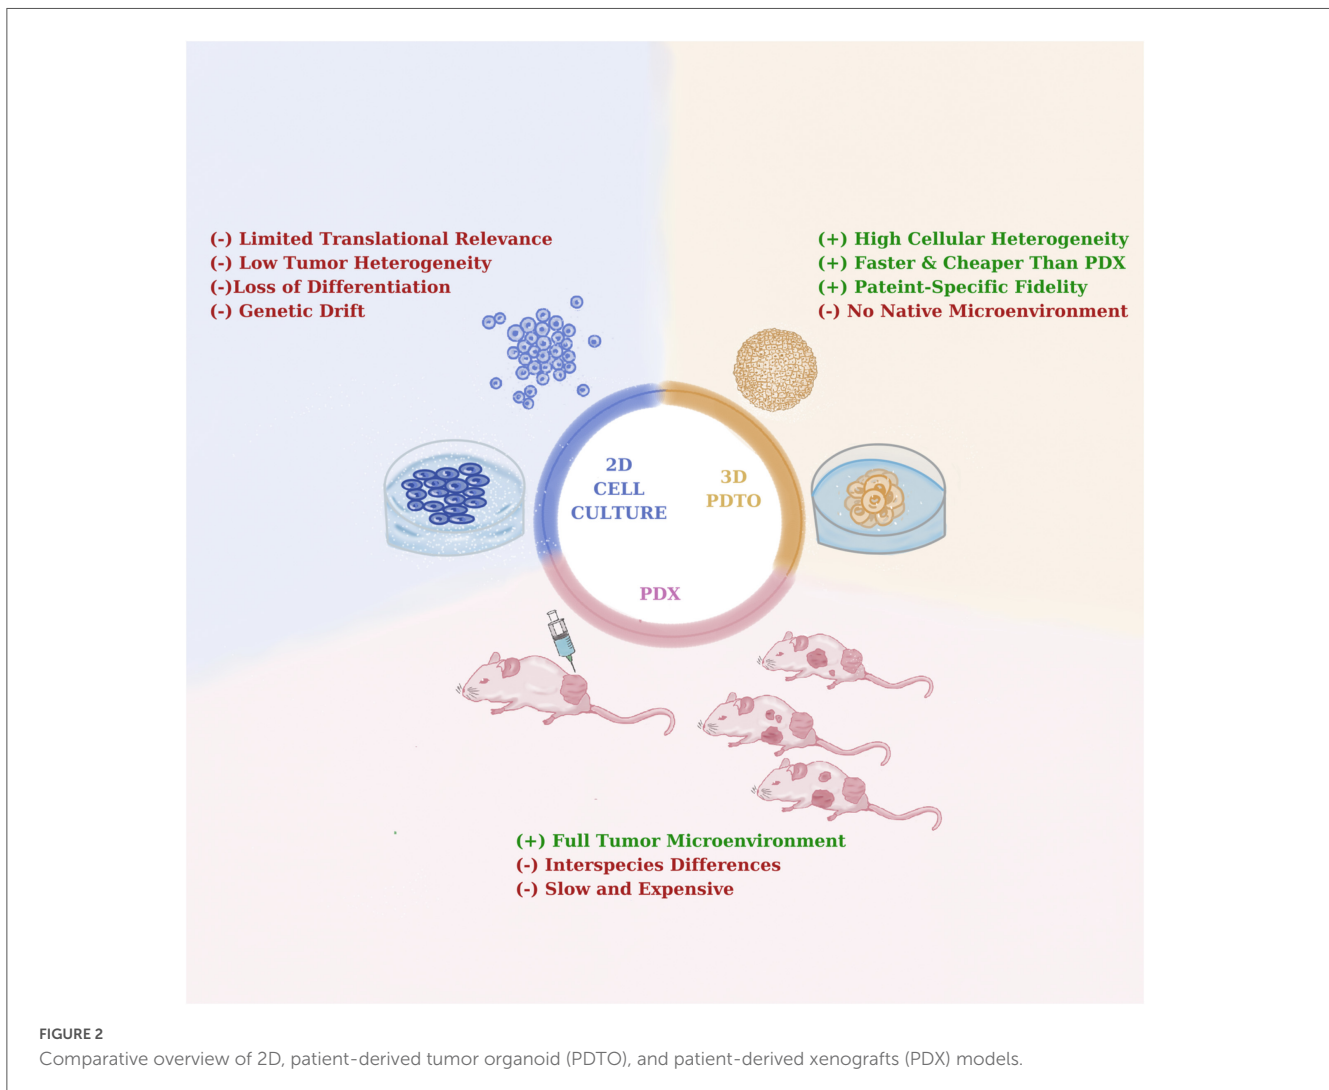 (-) Limited Translational Relevance
(-) Low Tumor Heterogeneity
(-)Loss of Differentiation
(-) Genetic Drift
(+) High Cellular Heterogeneity
(+) Faster & Cheaper Than PDX
(+) Pateint-Specific Fidelity
(-) No Native Microenvironment
2D
CELL
CULTURE
3D
PDTO
PDX
(+) Full Tumor Microenvironment
(-) Interspecies Differences
(-) Slow and Expensive
FIGURE 2
Comparative overview of 2D, patient-derived tumor organoid (PDTO), and patient-derived xenografts (PDX) models.